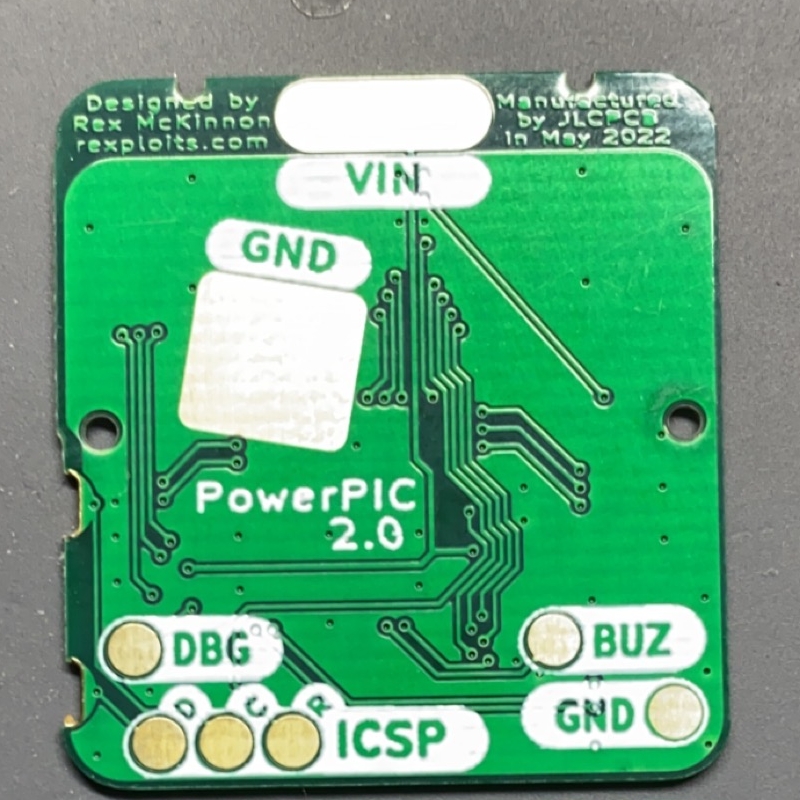 Designed by
Rex McKinnon
rexploits.com
Manufactured
by JLCPCB
in May 2022
VIN
GND
PowerPIC
2.0
DBG
BUZ
D C R
ICSP
GND